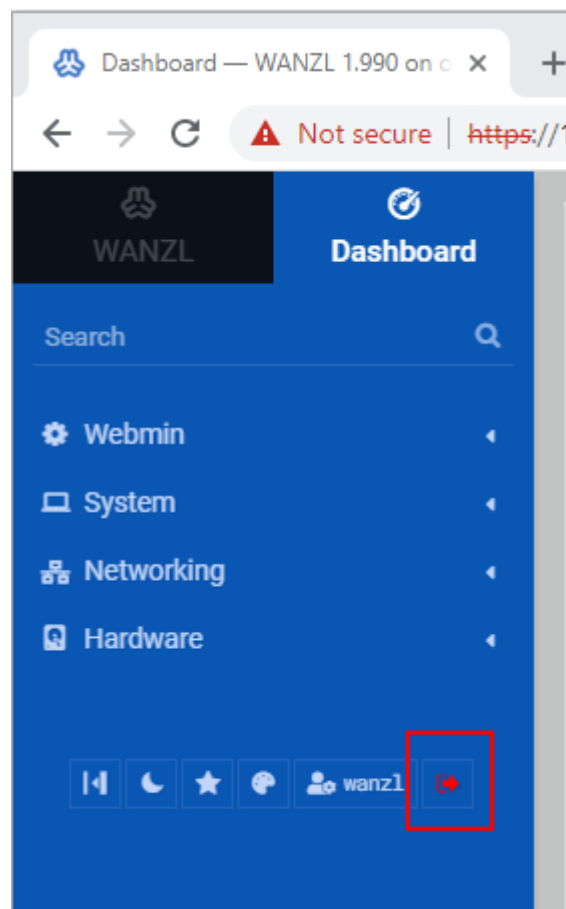 Dashboard — WANZL 1.990 on
Not secure | https://
WANZL
Dashboard
Search
Webmin
System
Networking
Hardware
wanzl